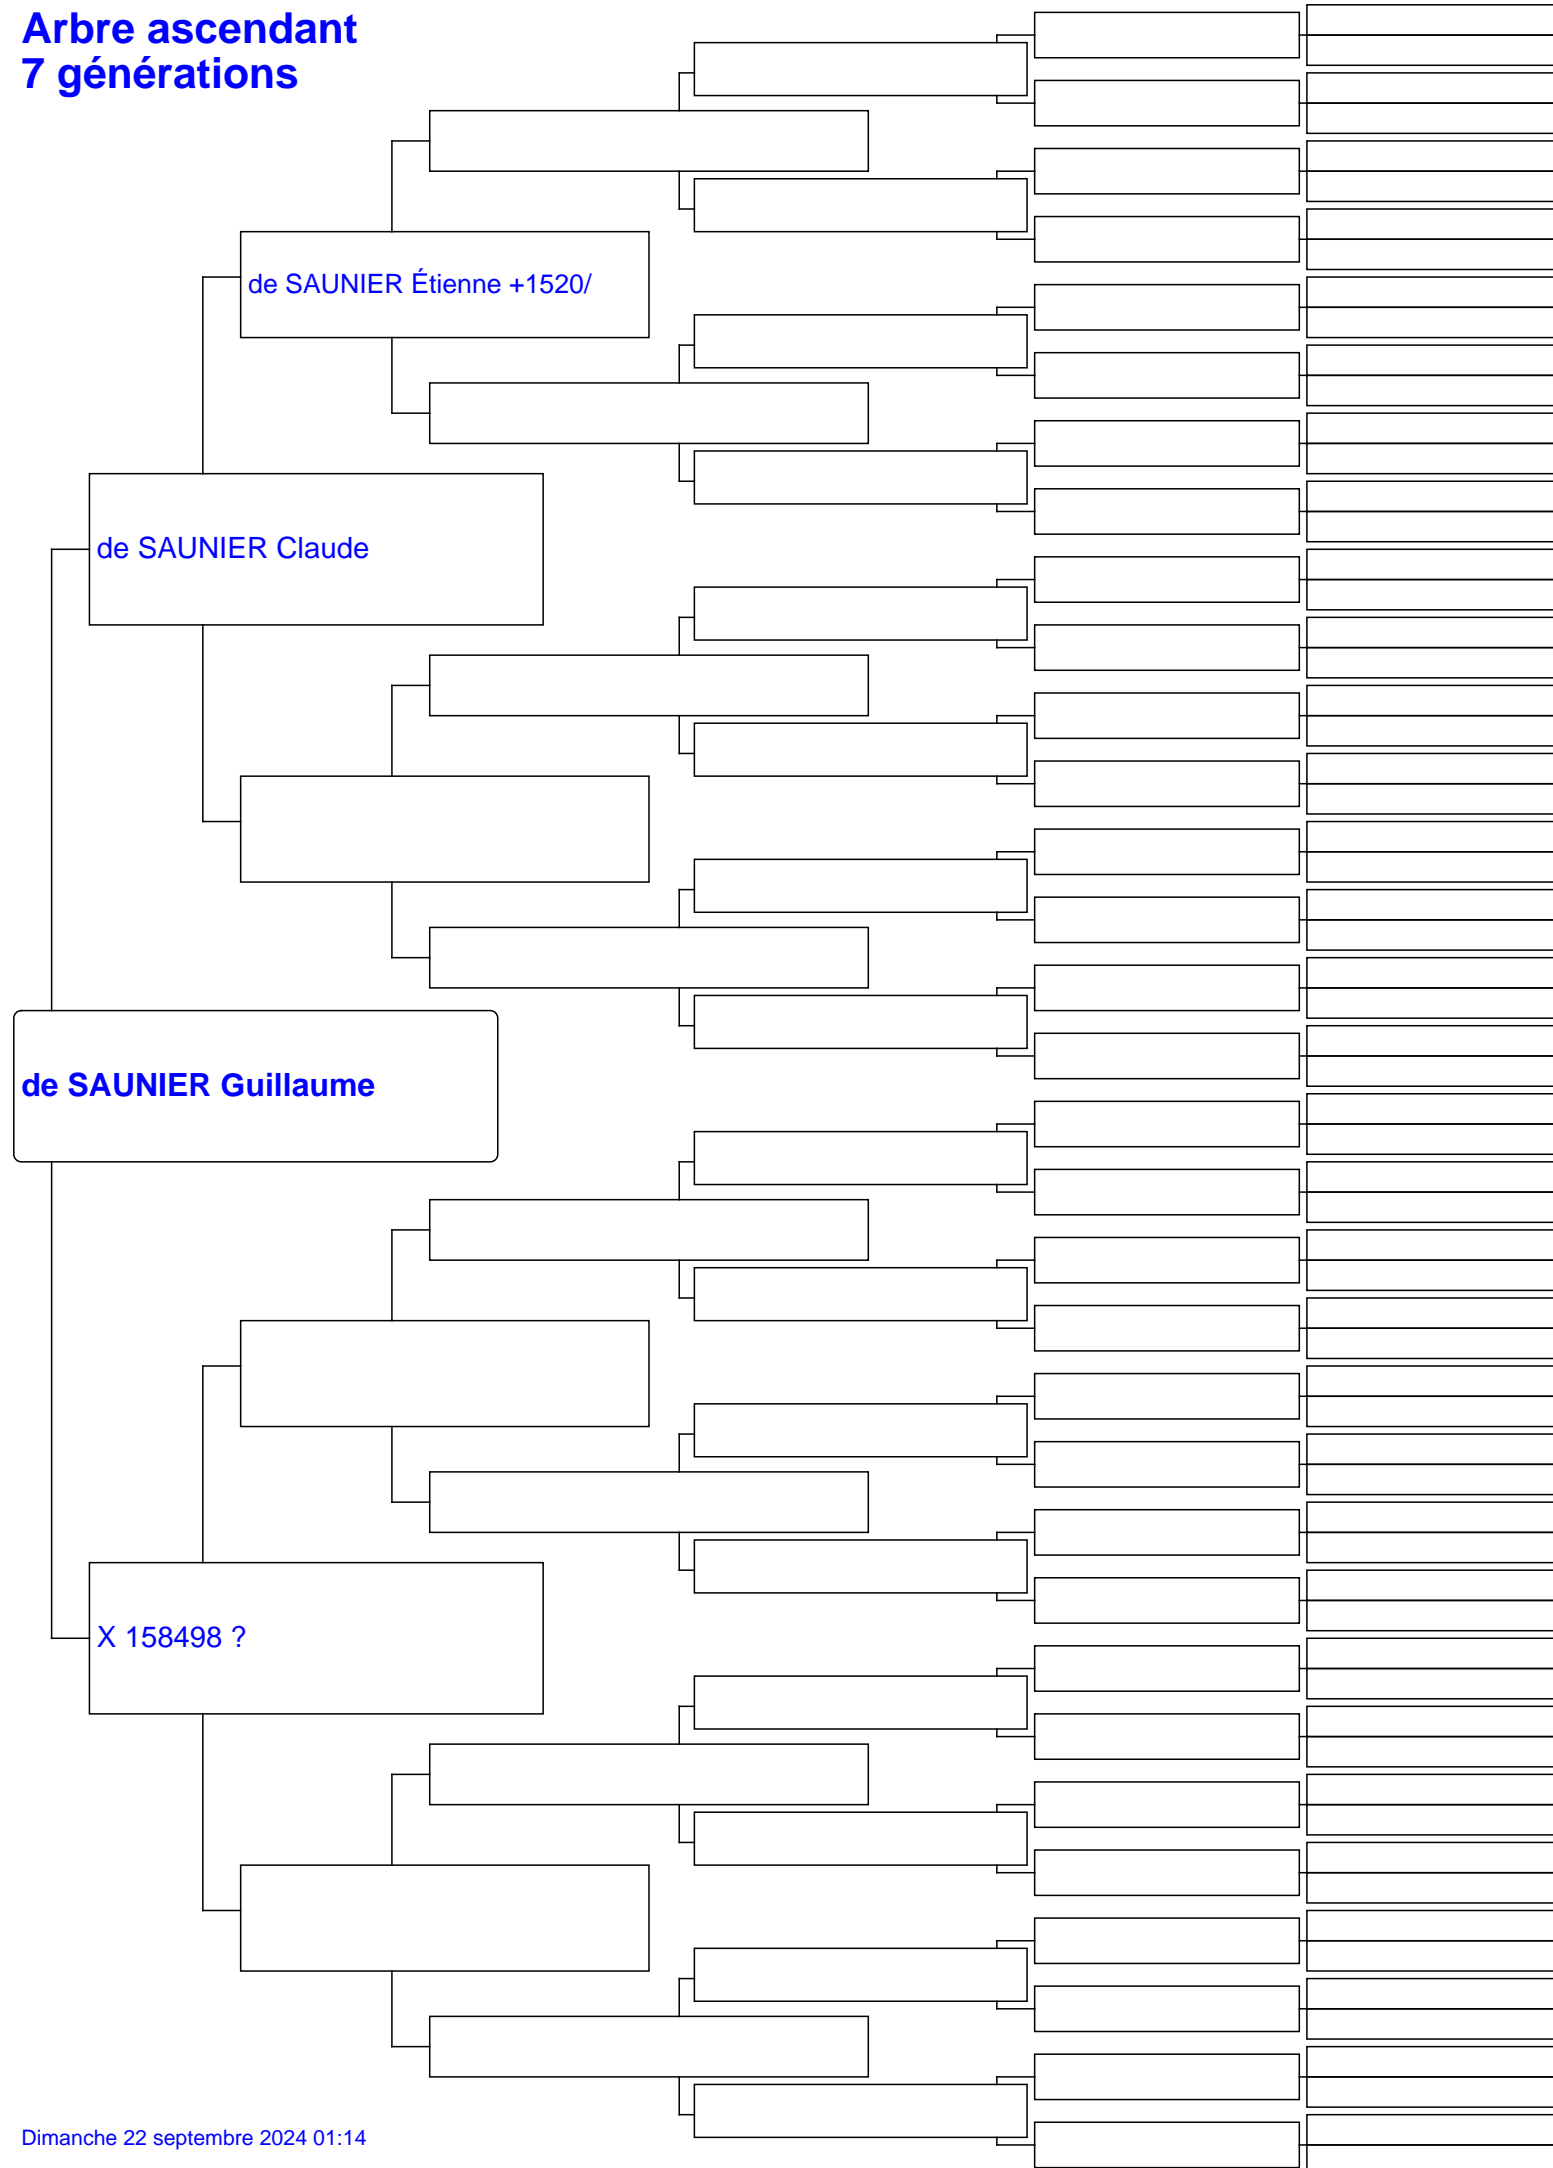 Arbre ascendant
7 générations
de SAUNIER Étienne +1520/
de SAUNIER Claude
de SAUNIER Guillaume
X 158498 ?
Dimanche 22 septembre 2024 01:14